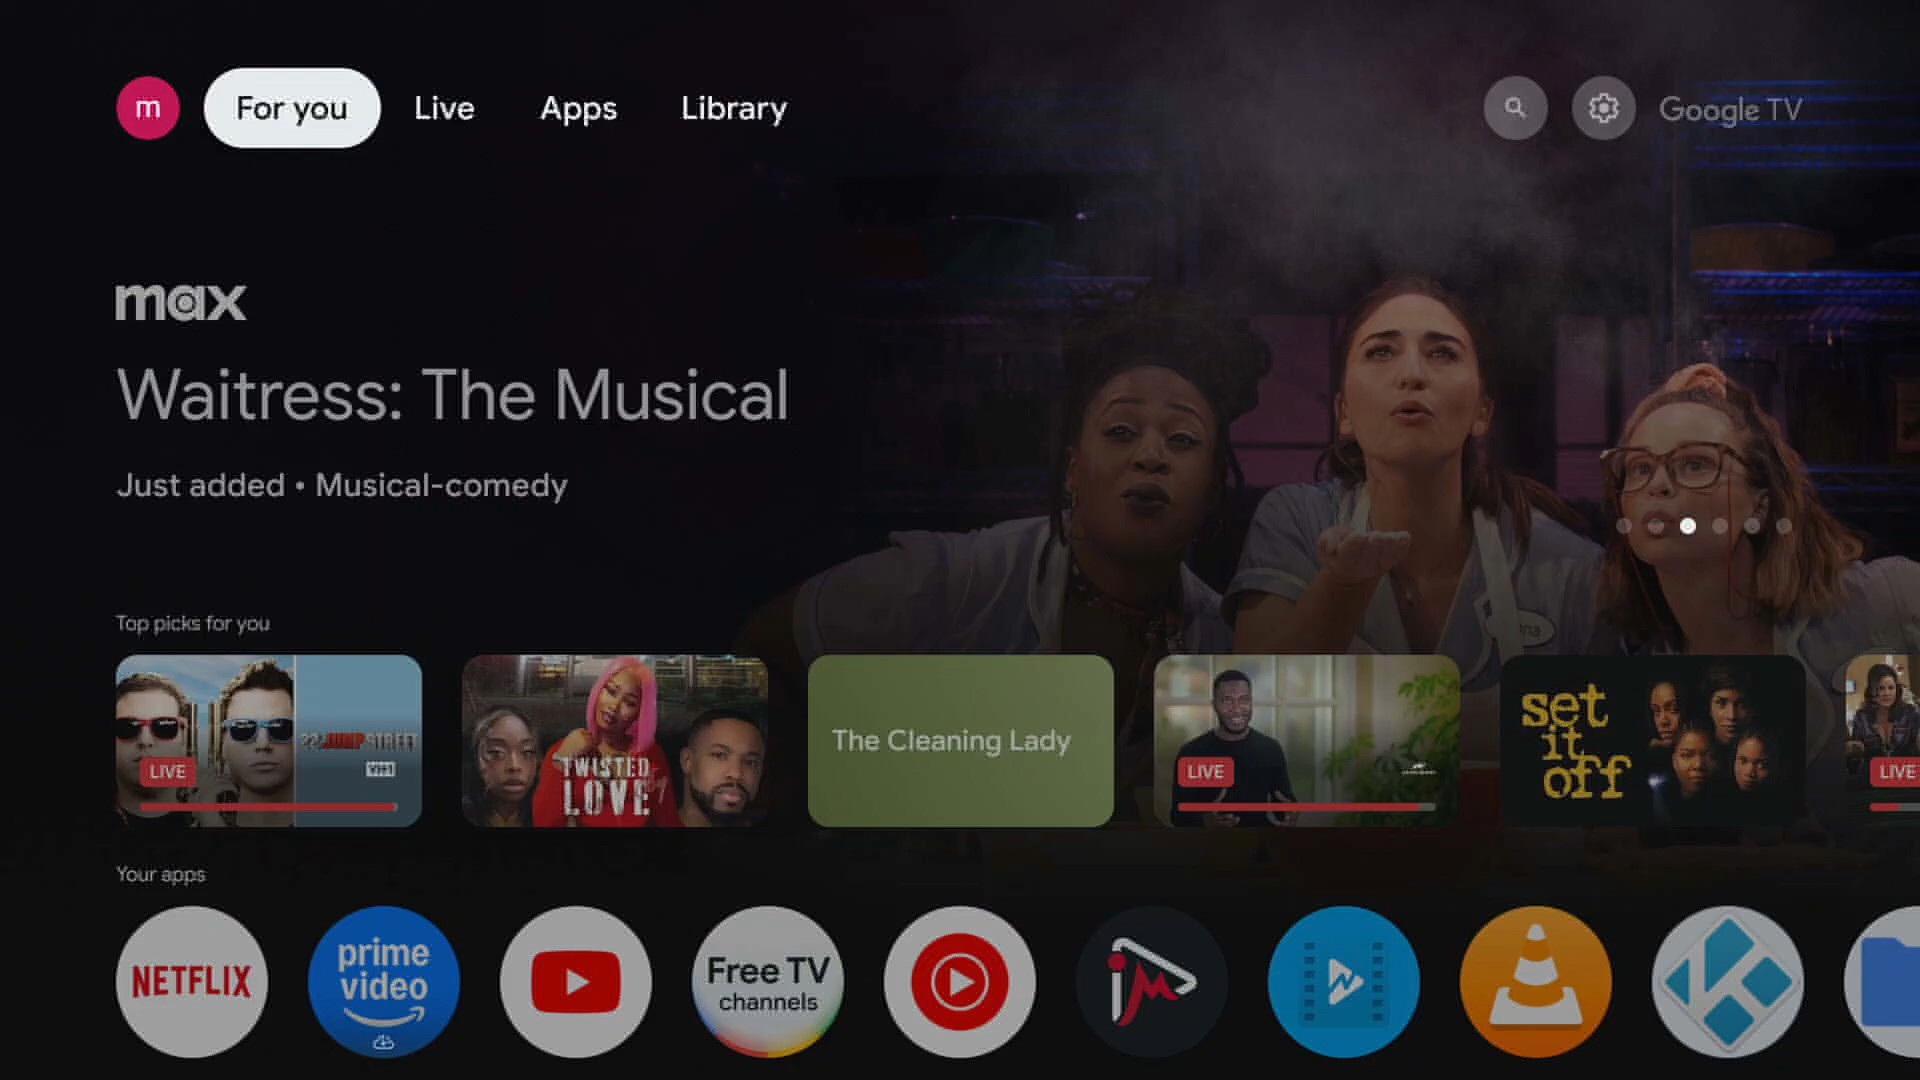 m
For you
Live
Apps
Library
Google TV
max
Waitress: The Musical
Just added • Musical-comedy
Top picks for you
22 JUMP STREET
VH1
LIVE
TWISTED
LOVE
The Cleaning Lady
LIVE
set
it
off
LIVE
Your apps
NETFLIX
prime
video
Free TV
channels